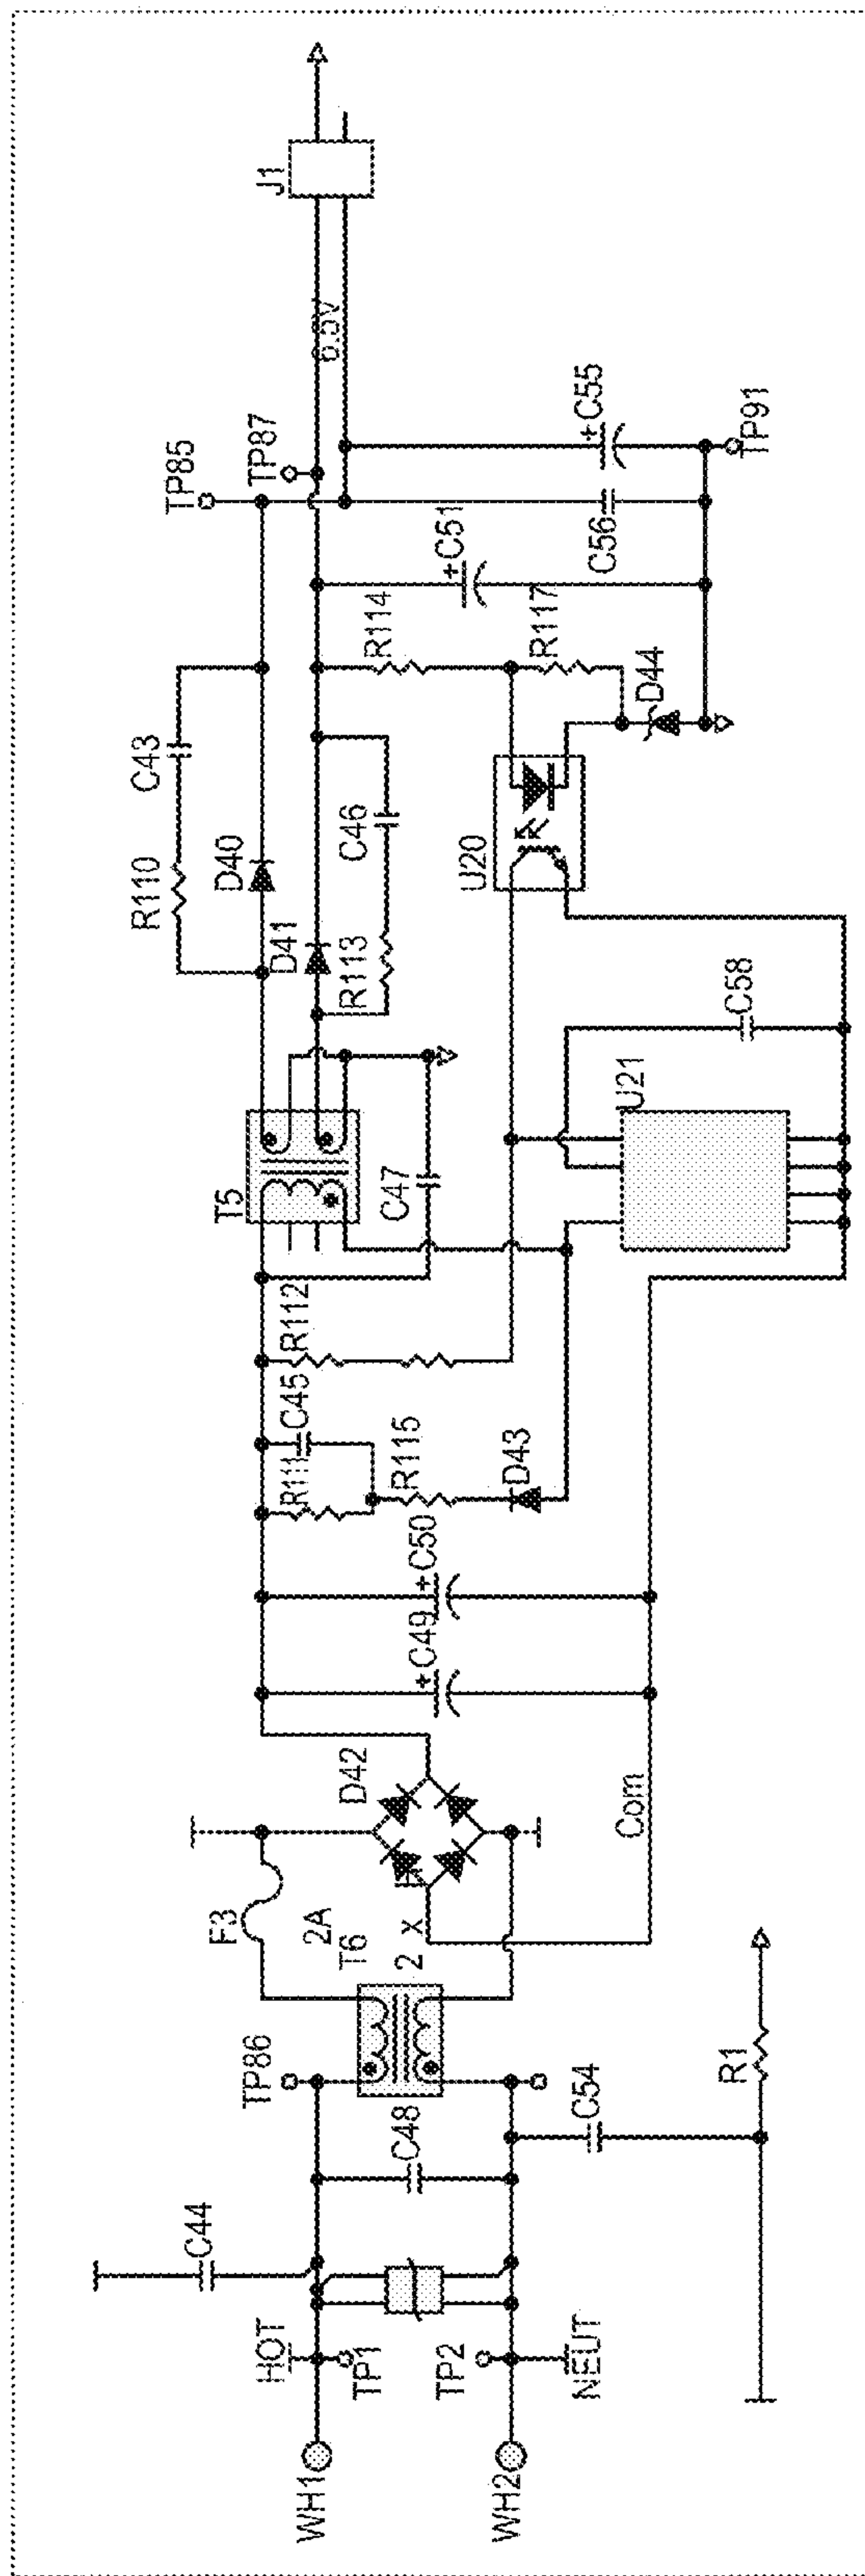 WH1
HOT
TP1
WH2
TP2
NEUT
C44
C48
TP86
C54
R1
F3
2A
T6
2 X
D42
Com
+C49
+C50
R111
C45
R115
D43
R112
T5
C47
U21
C58
R110
C43
D40
D41
R113
C46
U20
R114
R117
D44
+C51
C56
+C55
TP85
TP87
TP91
6.5V
J1